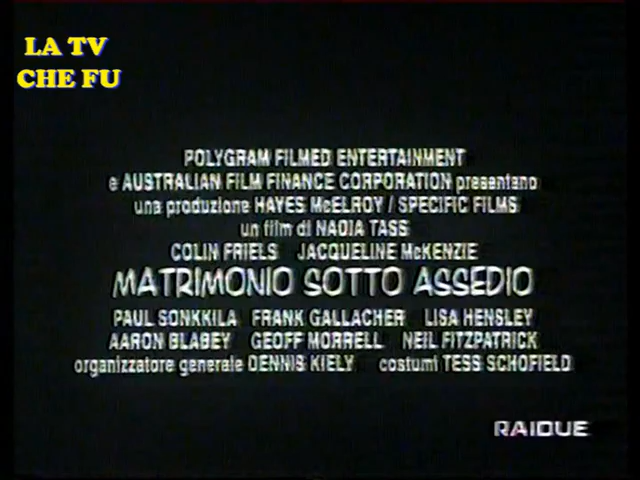 LA TV
CHE FU
POLYGRAM FILMED ENTERTAINMENT
e AUSTRALIAN FILM FINANCE CORPORATION presentano
una produzione HAYES McELROY / SPECIFIC FILMS
un film di NADIA TASS
COLIN FRIELS JACQUELINE McKENZIE
MATRIMONIO SOTTO ASSEDIO
PAUL SONKKILA FRANK GALLACHER LISA HENSLEY
AARON BLABEY GEOFF MORRELL NEIL FITZPATRICK
organizzatore generale DENNIS KIELY costumi TESS SCHOFIELD
RAIDUE